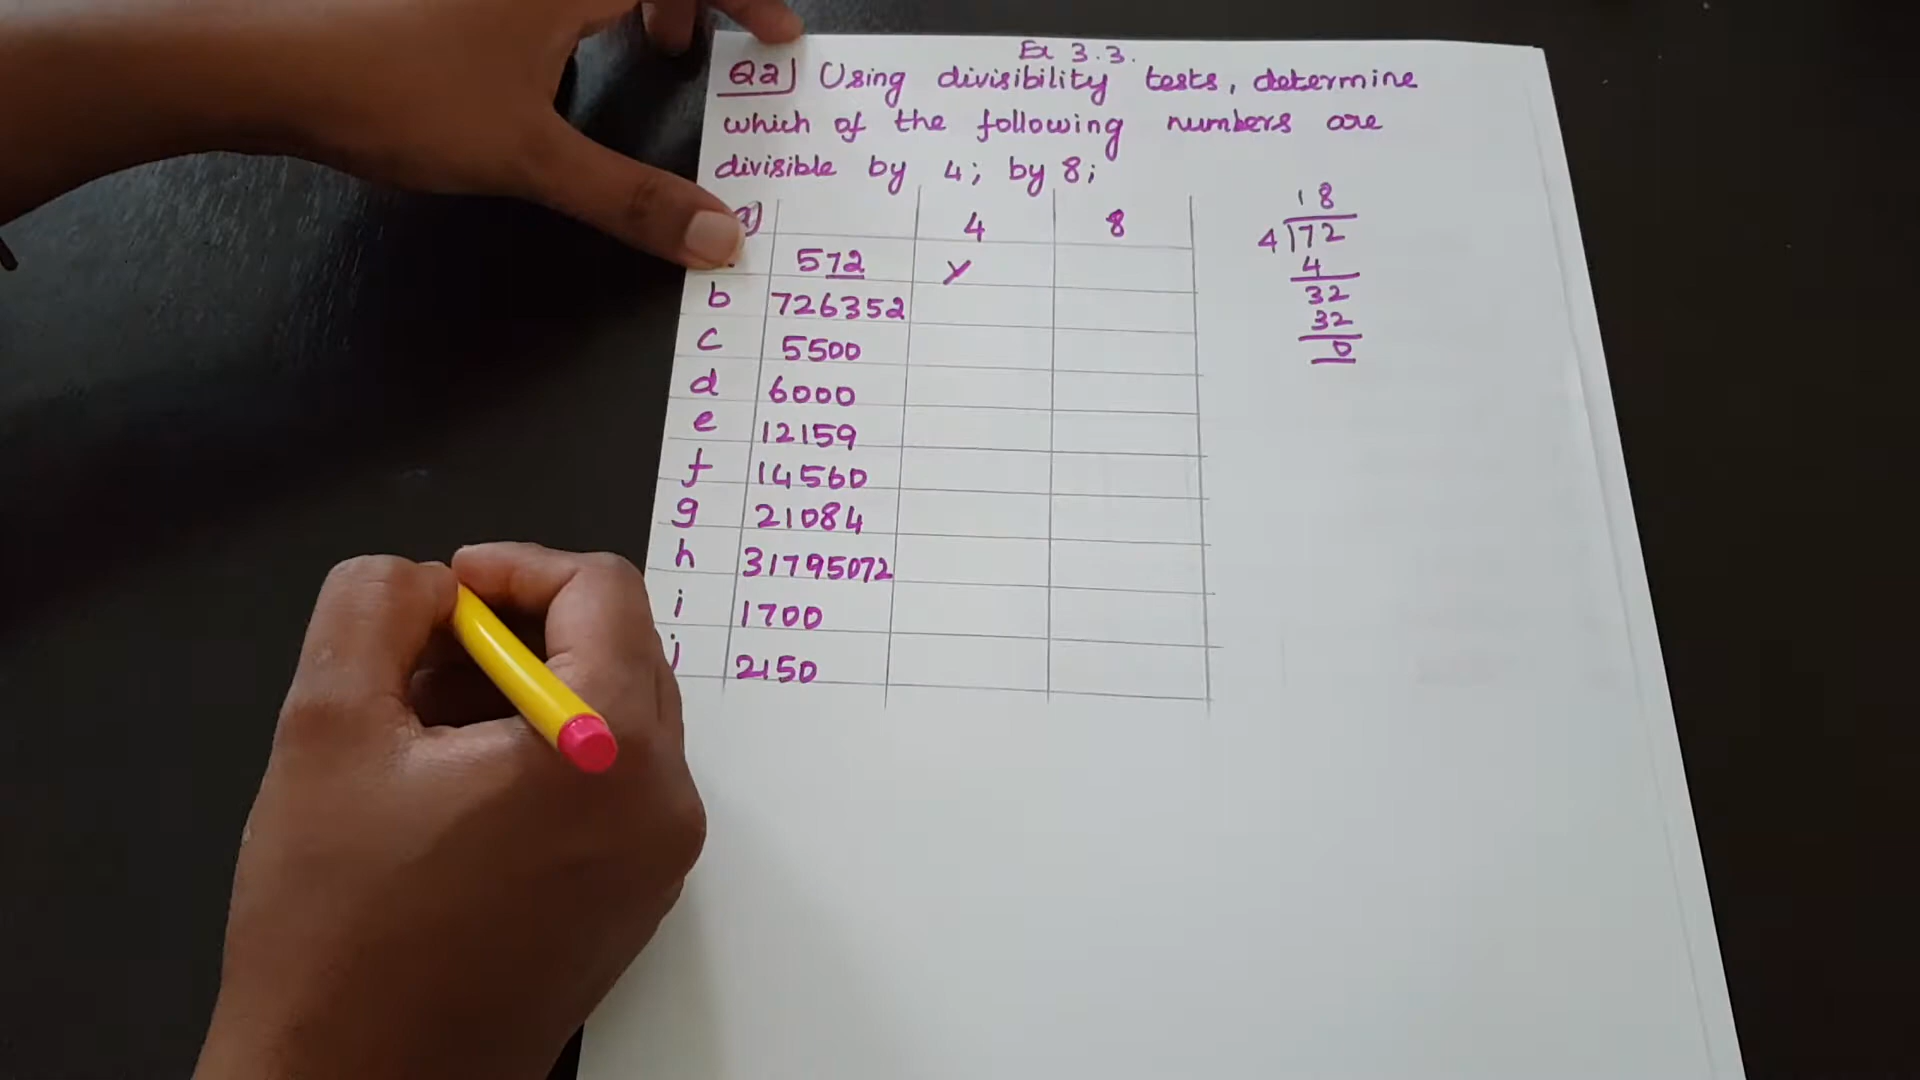 Ex 3.3.
Q2) Using divisibility tests, determine
which of the following numbers are
divisible by 4; by 8;
a) 4 8
572 y
b 726352
c 5500
d 6000
e 12159
f 14560
g 21084
h 31795072
i 1700
j 2150
18
4)72
4
32
32
0